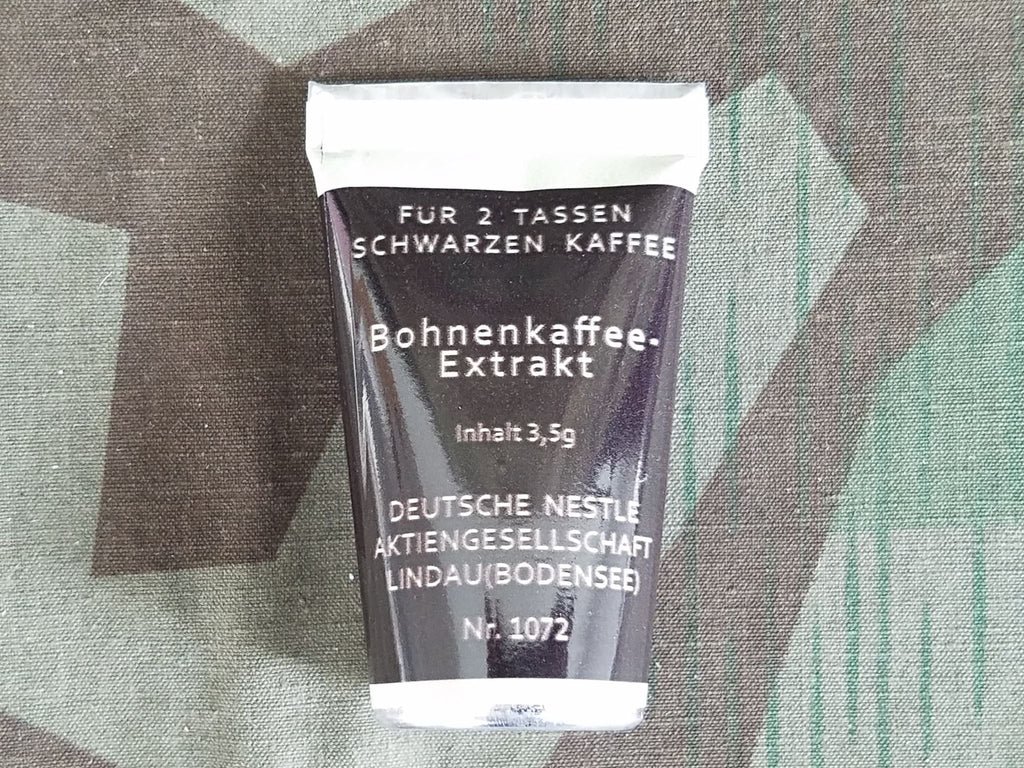 FÜR 2 TASSEN
SCHWARZEN KAFFEE
Bohnenkaffee-
Extrakt
Inhalt 3,5g
DEUTSCHE NESTLE
AKTIENGESELLSCHAFT
LINDAU(BODENSEE)
Nr. 1072